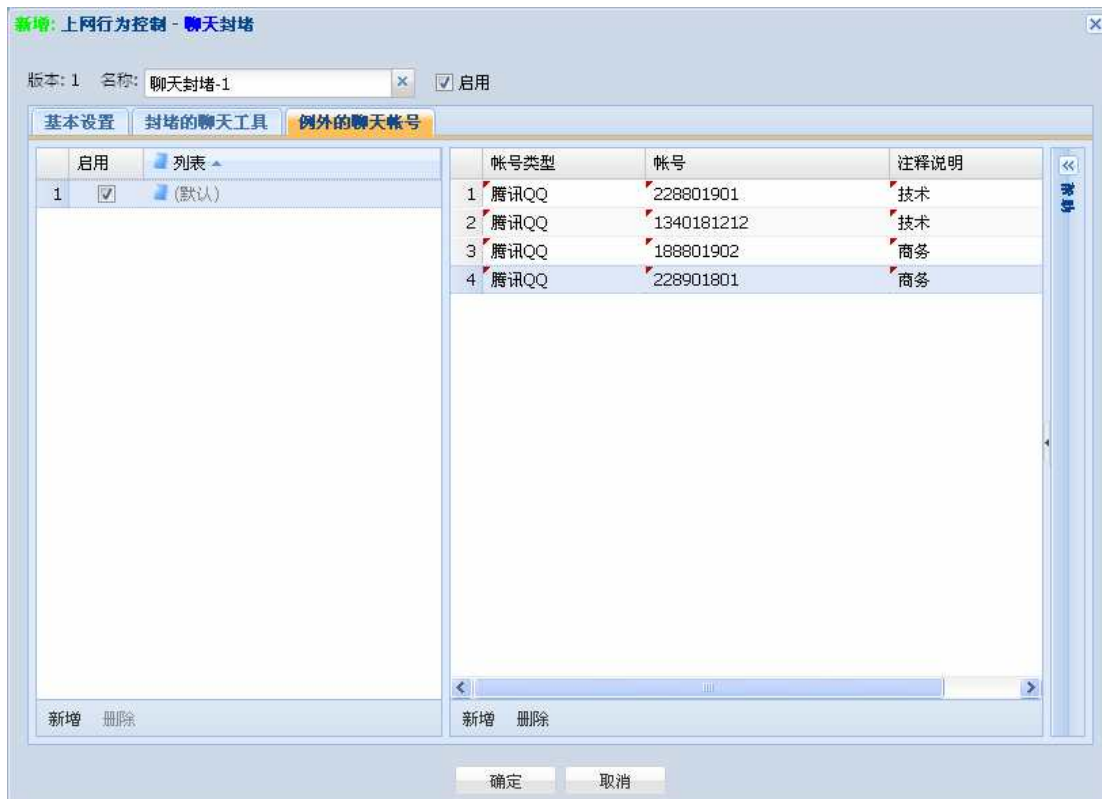 新增: 上网行为控制 - 聊天封堵
版本: 1 名称: 聊天封堵-1 启用
基本设置 封堵的聊天工具 例外的聊天帐号
启用 列表 帐号类型 帐号 注释说明
1 (默认) 1 腾讯QQ 228801901 技术
2 腾讯QQ 1340181212 技术
3 腾讯QQ 188801902 商务
4 腾讯QQ 228901801 商务
帮助
新增 删除 新增 删除
确定 取消